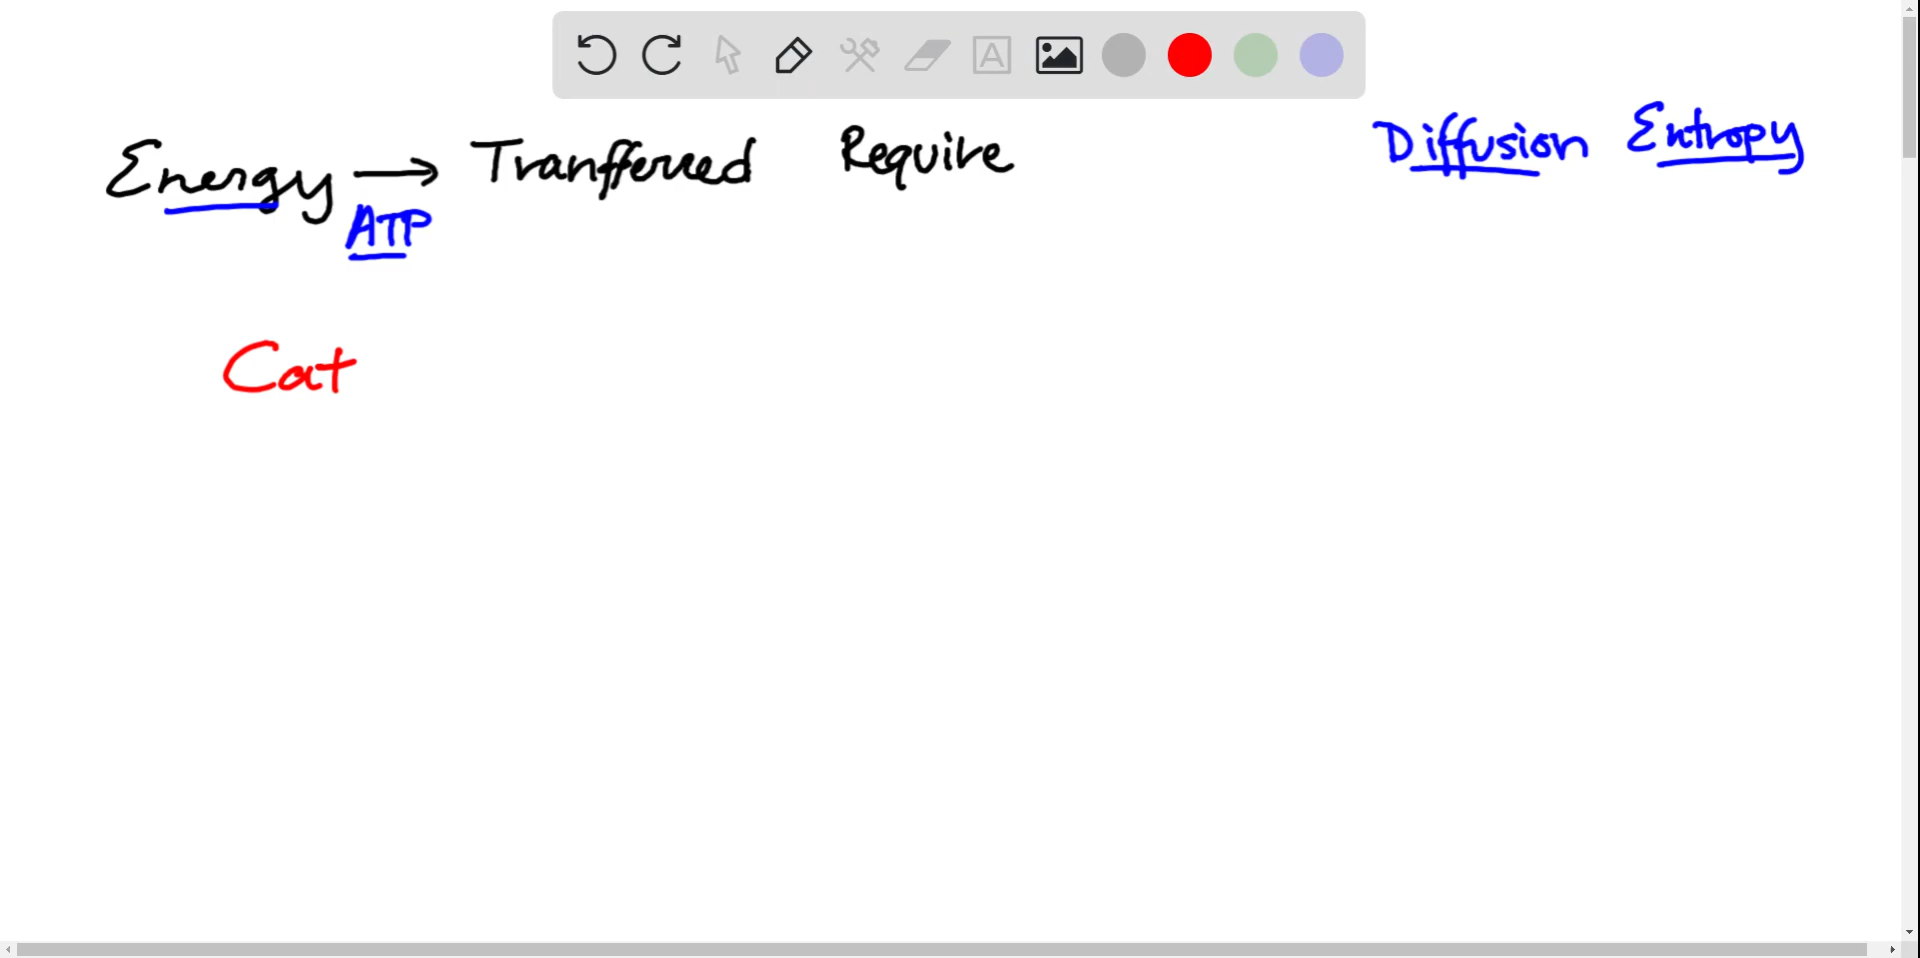 Energy → Tranfferred Require Diffusion Entropy
ATP
Cat